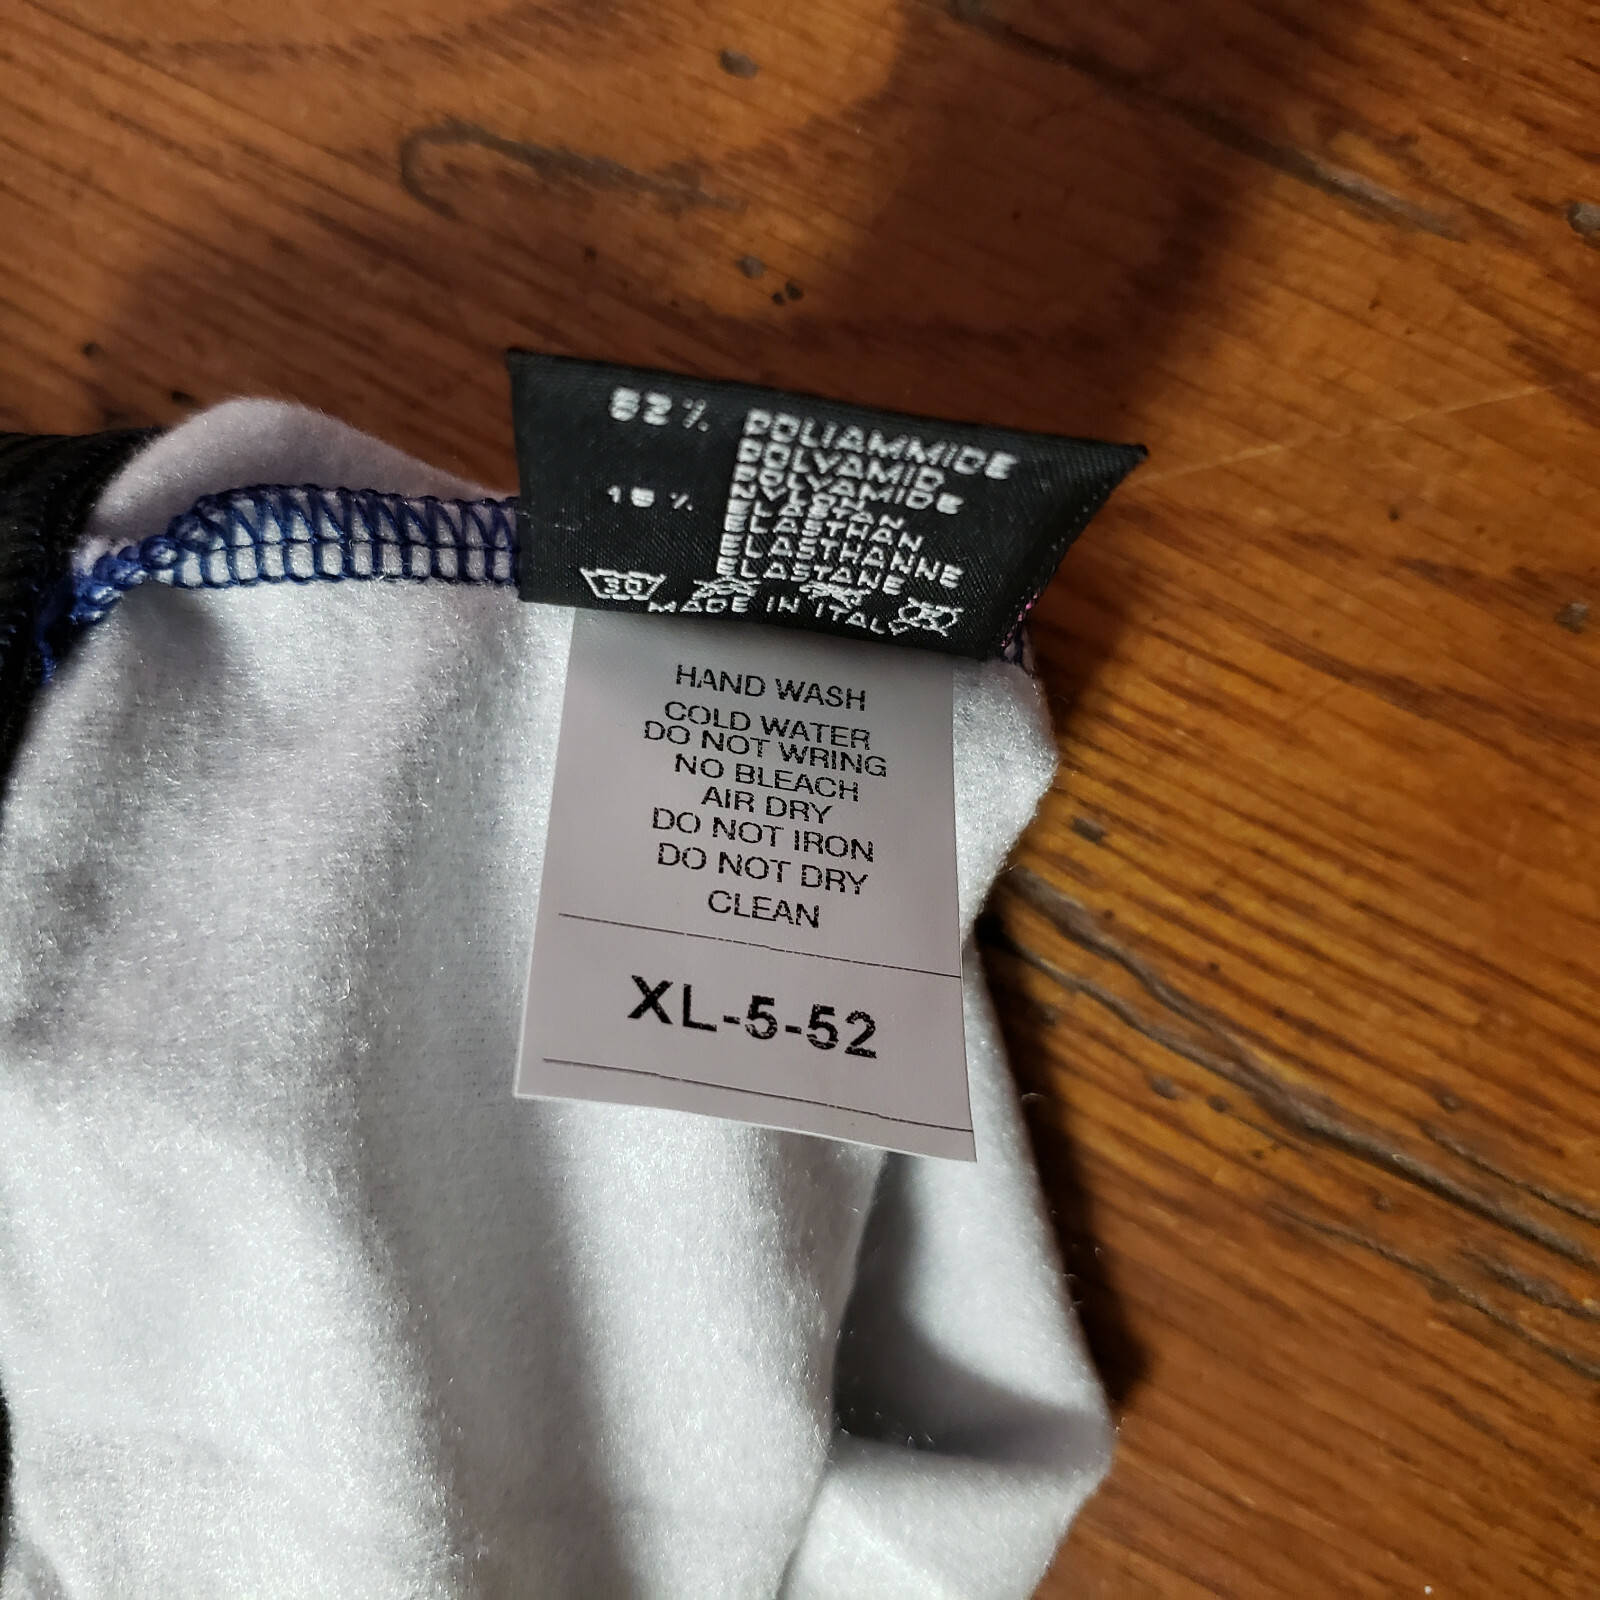 82% POLIAMMIDE
POLYAMID
POLYAMIDE
NYLON
18% ELASTAN
ELASTHAN
ELASTHANNE
ELASTANE
30
MADE IN ITALY
HAND WASH
COLD WATER
DO NOT WRING
NO BLEACH
AIR DRY
DO NOT IRON
DO NOT DRY
CLEAN
XL-5-52